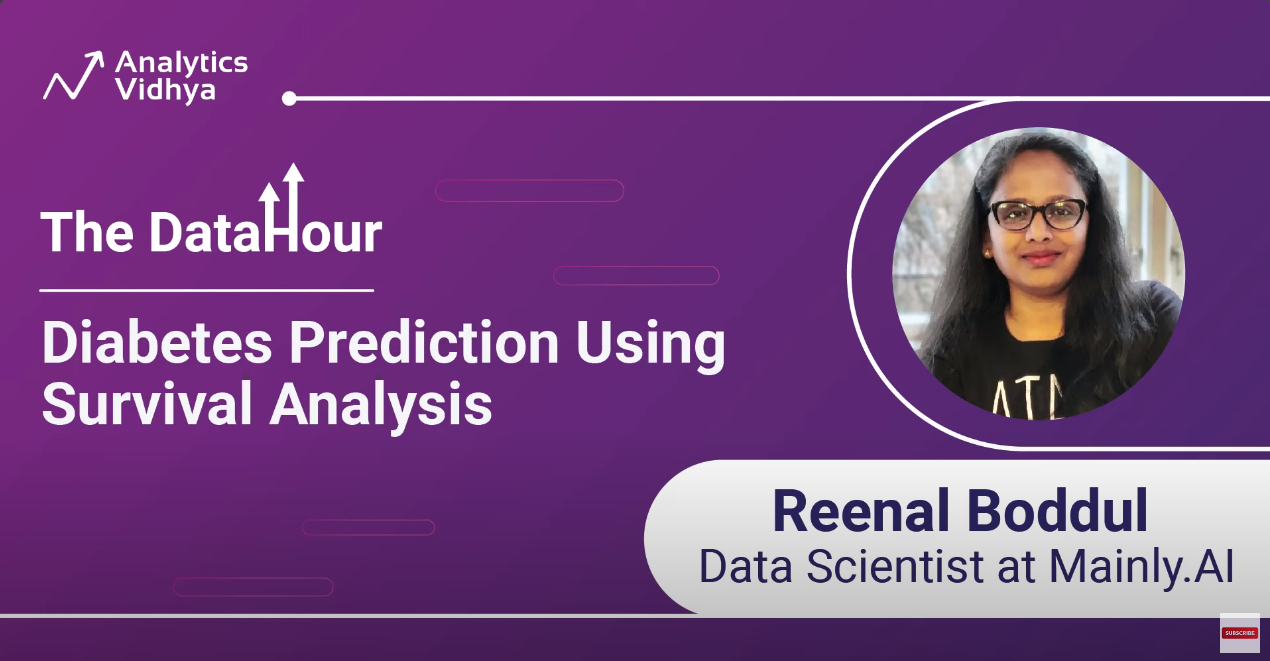 Analytics
Vidhya
The DataHour
Diabetes Prediction Using
Survival Analysis
Reenal Boddul
Data Scientist at Mainly.AI
SUBSCRIBE